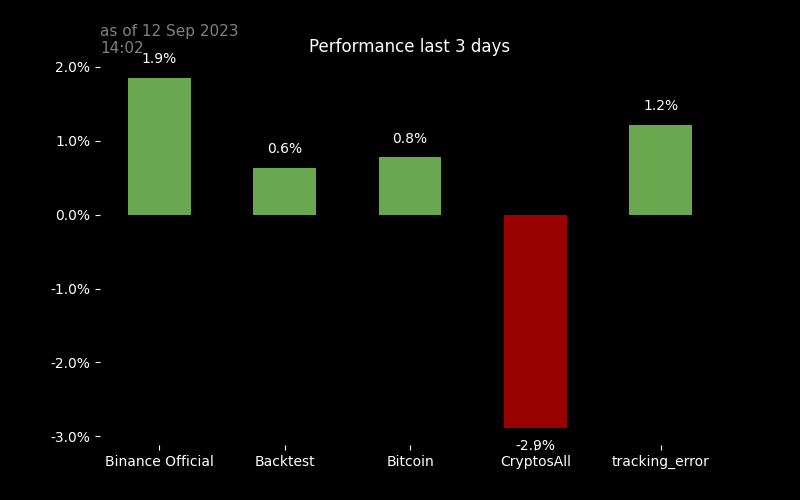 as of 12 Sep 2023
14:02
Performance last 3 days
2.0%
1.0%
0.0%
-1.0%
-2.0%
-3.0%
1.9%
0.6%
0.8%
-2.9%
1.2%
Binance Official
Backtest
Bitcoin
CryptosAll
tracking_error